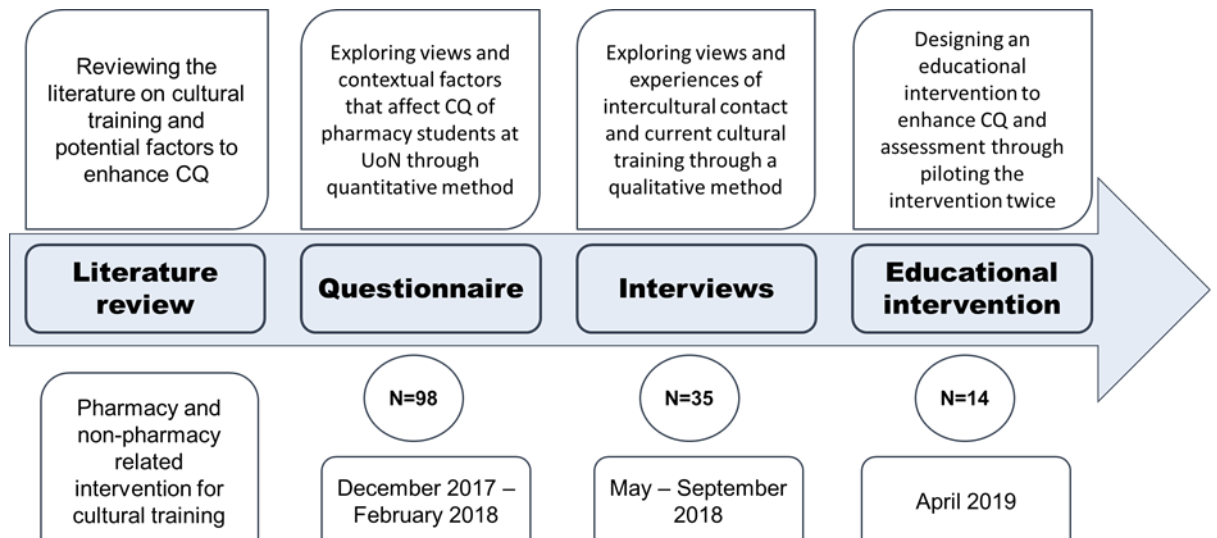 Reviewing the
literature on cultural
training and
potential factors to
enhance CQ
Exploring views and
contextual factors
that affect CQ of
pharmacy students at
UoN through
quantitative method
Exploring views and
experiences of
intercultural contact
and current cultural
training through a
qualitative method
Designing an
educational
intervention to
enhance CQ and
assessment through
piloting the
intervention twice
Literature
review
Questionnaire
Interviews
Educational
intervention
Pharmacy and
non-pharmacy
related
intervention for
cultural training
N=98
N=35
N=14
December 2017 –
February 2018
May – September
2018
April 2019